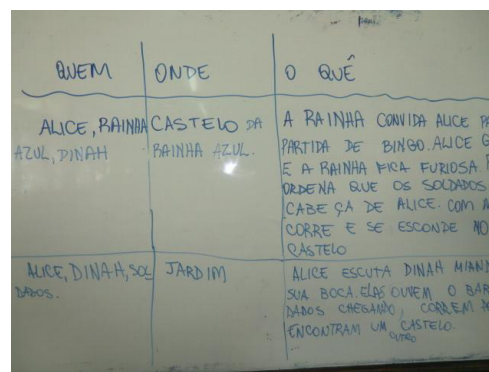 QUEM ONDE O QUÊ
ALICE, RAINHA AZUL, DINAH
CASTELO DA RAINHA AZUL.
A RAINHA CONVIDA ALICE
PARTIDA DE BINGO. ALICE
E A RAINHA FICA FURIOSA.
ORDENA QUE OS SOLDADOS
CABEÇA DE ALICE. COM
CORRE E SE ESCONDE NO
CASTELO
ALICE, DINAH, SOLDADOS.
JARDIM
ALICE ESCUTA DINAH
SUA BOCA. ELAS OUVEM O
DADOS CHEGANDO, CORREM
ENCONTRAM UM OUTRO CASTELO.
...